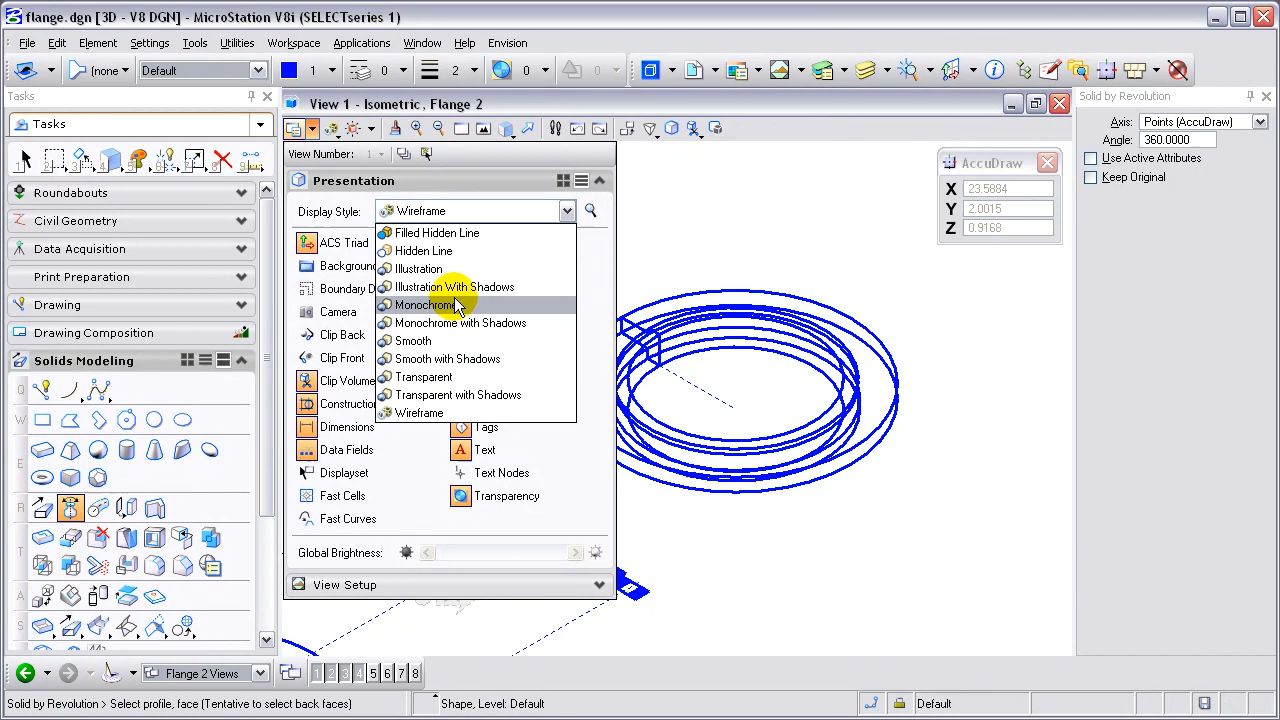 flange.dgn [3D - V8 DGN] - MicroStation V8i (SELECTseries 1)
File Edit Element Settings Tools Utilities Workspace Applications Window Help Envision
(none Default 1 0 2 0 0
Tasks
Tasks
Roundabouts
Civil Geometry
Data Acquisition
Print Preparation
Drawing
DrawingComposition
Solids Modeling
Q
W
E
R
T
A
S
View 1 - Isometric, Flange 2
View Number: 1
Presentation
Display Style: Wireframe
Filled Hidden Line
Hidden Line
Illustration
Illustration With Shadows
Monochrome
Monochrome with Shadows
Smooth
Smooth with Shadows
Transparent
Transparent with Shadows
Wireframe
ACS Triad
Background
Boundary D
Camera
Clip Back
Clip Front
Clip Volume
Construction
Dimensions Tags
Data Fields Text
Displayset Text Nodes
Fast Cells Transparency
Fast Curves
Global Brightness:
View Setup
AccuDraw
X 23.5884
Y 2.0015
Z 0.9168
Solid by Revolution
Axis: Points (AccuDraw)
Angle: 360.0000
Use Active Attributes
Keep Original
Flange 2 Views 1 2 3 4 5 6 7 8
Solid by Revolution > Select profile, face (Tentative to select back faces) Shape, Level: Default Default